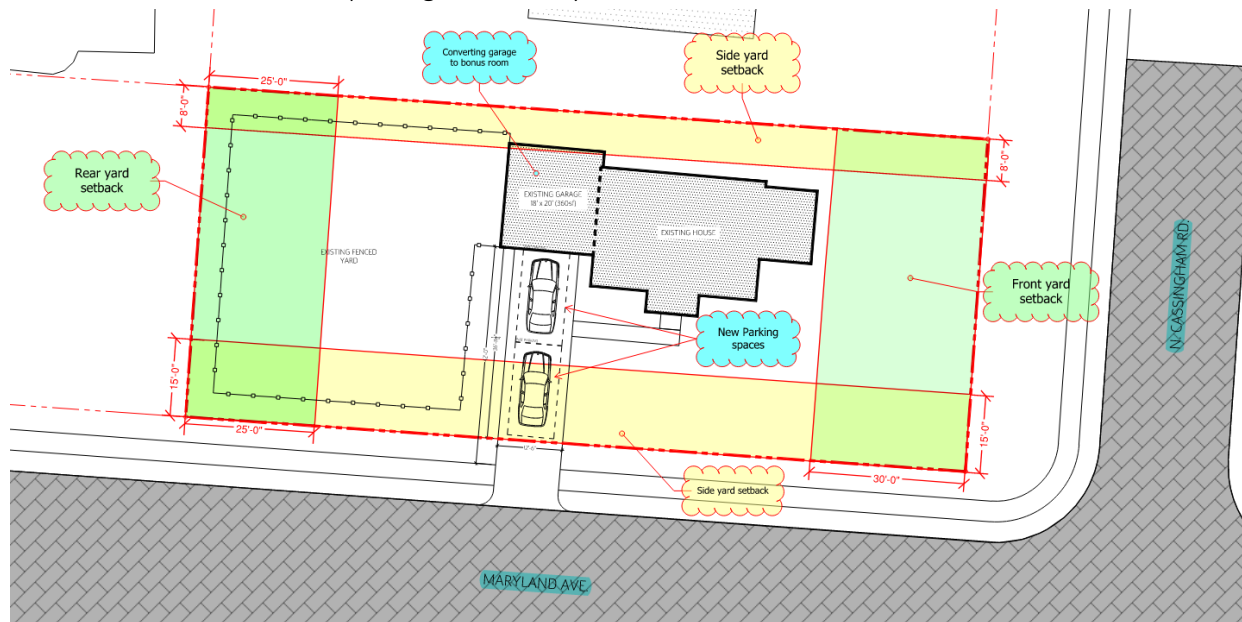 Converting garage
to bonus room
Side yard
setback
25'-0"
8'-0"
8'-0"
Rear yard
setback
EXISTING GARAGE
18' x 20' (360sf)
EXISTING HOUSE
EXISTING FENCED
YARD
Front yard
setback
N. CASSINGHAM RD.
New Parking
spaces
15'-0"
15'-0"
25'-0"
30'-0"
Side yard setback
MARYLAND AVE.